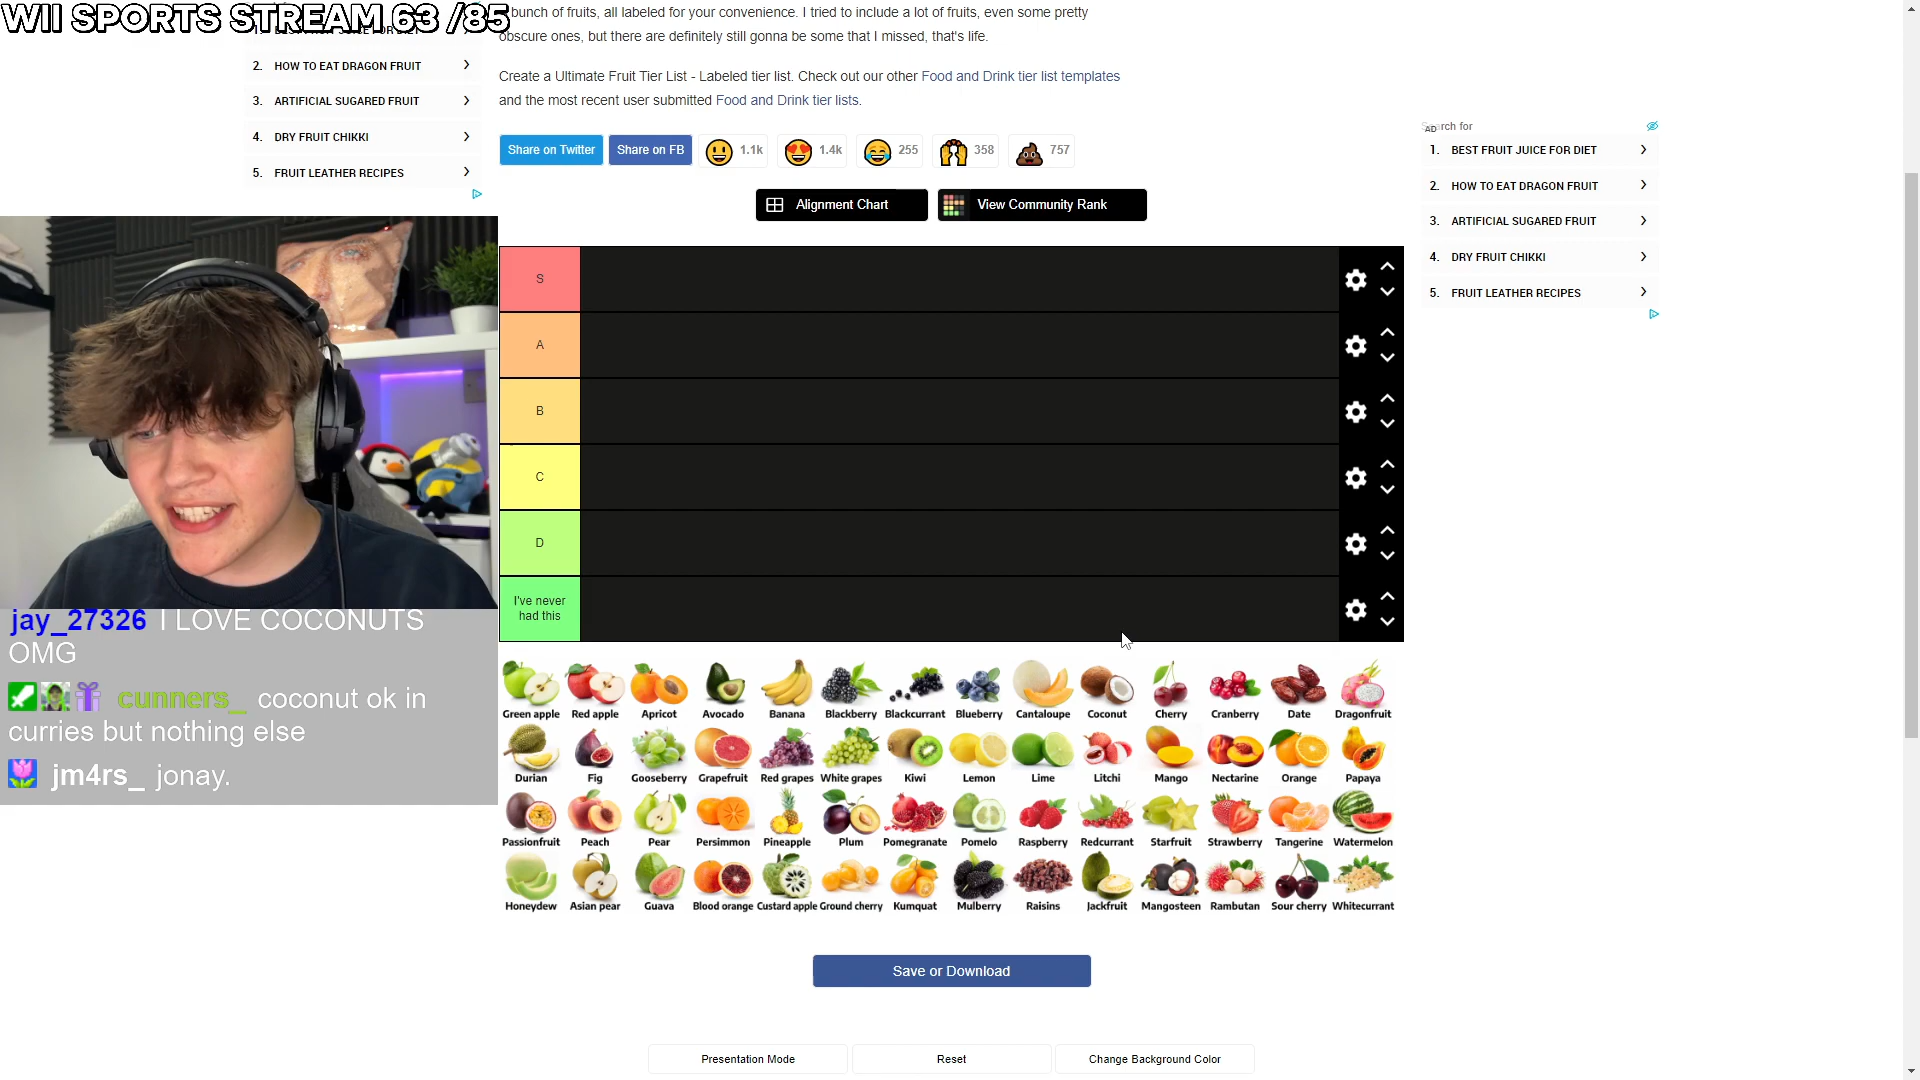 WII SPORTS STREAM 63 /85
bunch of fruits, all labeled for your convenience. I tried to include a lot of fruits, even some pretty
obscure ones, but there are definitely still gonna be some that I missed, that's life.
Create a Ultimate Fruit Tier List - Labeled tier list. Check out our other Food and Drink tier list templates
and the most recent user submitted Food and Drink tier lists.
2. HOW TO EAT DRAGON FRUIT
3. ARTIFICIAL SUGARED FRUIT
4. DRY FRUIT CHIKKI
5. FRUIT LEATHER RECIPES
Share on Twitter
Share on FB
1.1k
1.4k
255
358
757
Alignment Chart
View Community Rank
AD
1. BEST FRUIT JUICE FOR DIET
2. HOW TO EAT DRAGON FRUIT
3. ARTIFICIAL SUGARED FRUIT
4. DRY FRUIT CHIKKI
5. FRUIT LEATHER RECIPES
S
A
B
C
D
I've never
had this
jay_27326 I LOVE COCONUTS
OMG
cunners_ coconut ok in
curries but nothing else
jm4rs_ jonay.
Green apple Red apple Apricot Avocado Banana Blackberry Blackcurrant Blueberry Cantaloupe Coconut Cherry Cranberry Date Dragonfruit
Durian Fig Gooseberry Grapefruit Red grapes White grapes Kiwi Lemon Lime Litchi Mango Nectarine Orange Papaya
Passionfruit Peach Pear Persimmon Pineapple Plum Pomegranate Pomelo Raspberry Redcurrant Starfruit Strawberry Tangerine Watermelon
Honeydew Asian pear Guava Blood orange Custard apple Ground cherry Kumquat Mulberry Raisins Jackfruit Mangosteen Rambutan Sour cherry Whitecurrant
Save or Download
Presentation Mode
Reset
Change Background Color